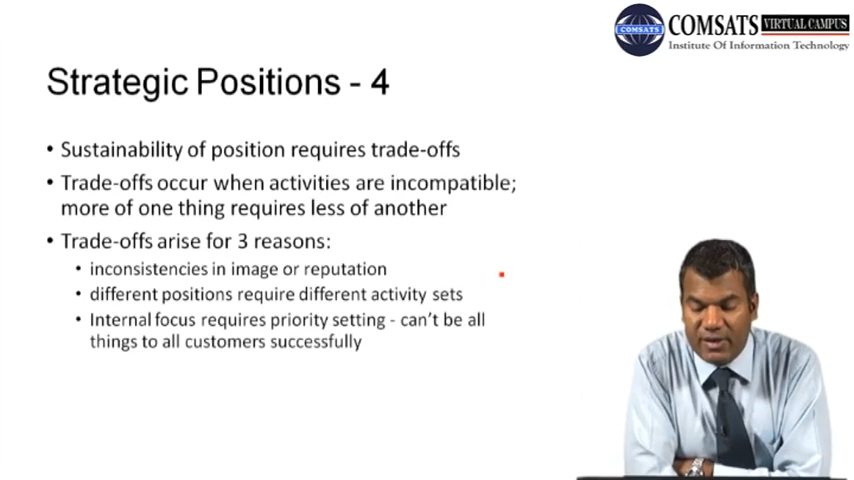 COMSATS
COMSATS VIRTUAL CAMPUS
Institute Of Information Technology
Strategic Positions - 4
• Sustainability of position requires trade-offs
• Trade-offs occur when activities are incompatible;
more of one thing requires less of another
• Trade-offs arise for 3 reasons:
• inconsistencies in image or reputation
• different positions require different activity sets
• Internal focus requires priority setting - can't be all
things to all customers successfully